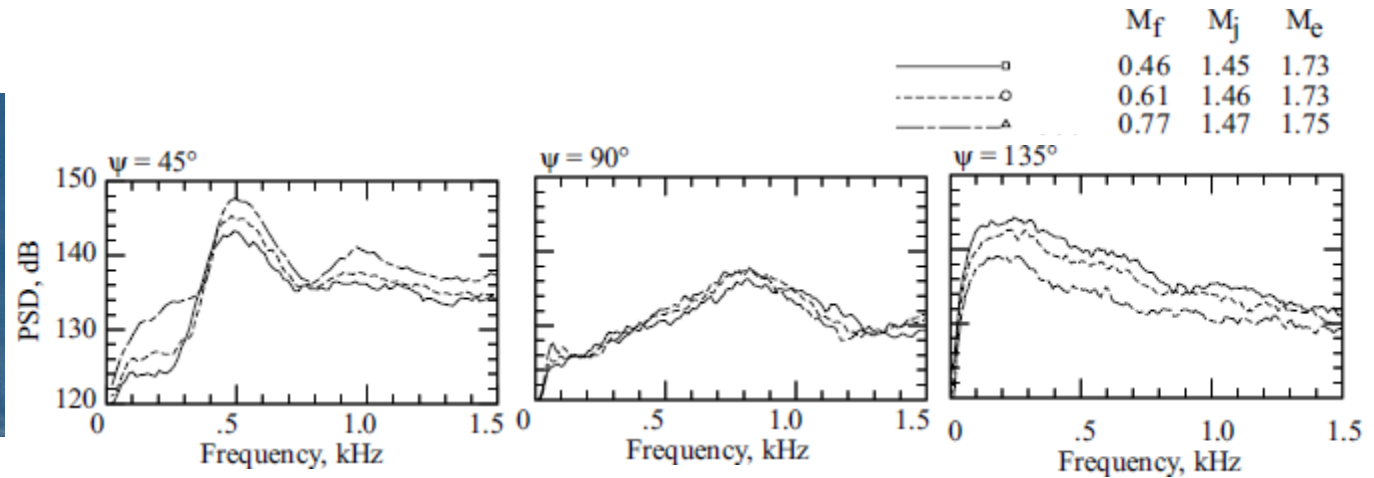 Mf Mj Me
0.46 1.45 1.73
0.61 1.46 1.73
0.77 1.47 1.75
ψ = 45°
ψ = 90°
ψ = 135°
150
140
130
120
PSD, dB
0 .5 1.0 1.5
Frequency, kHz
0 .5 1.0 1.5
Frequency, kHz
0 .5 1.0 1.5
Frequency, kHz